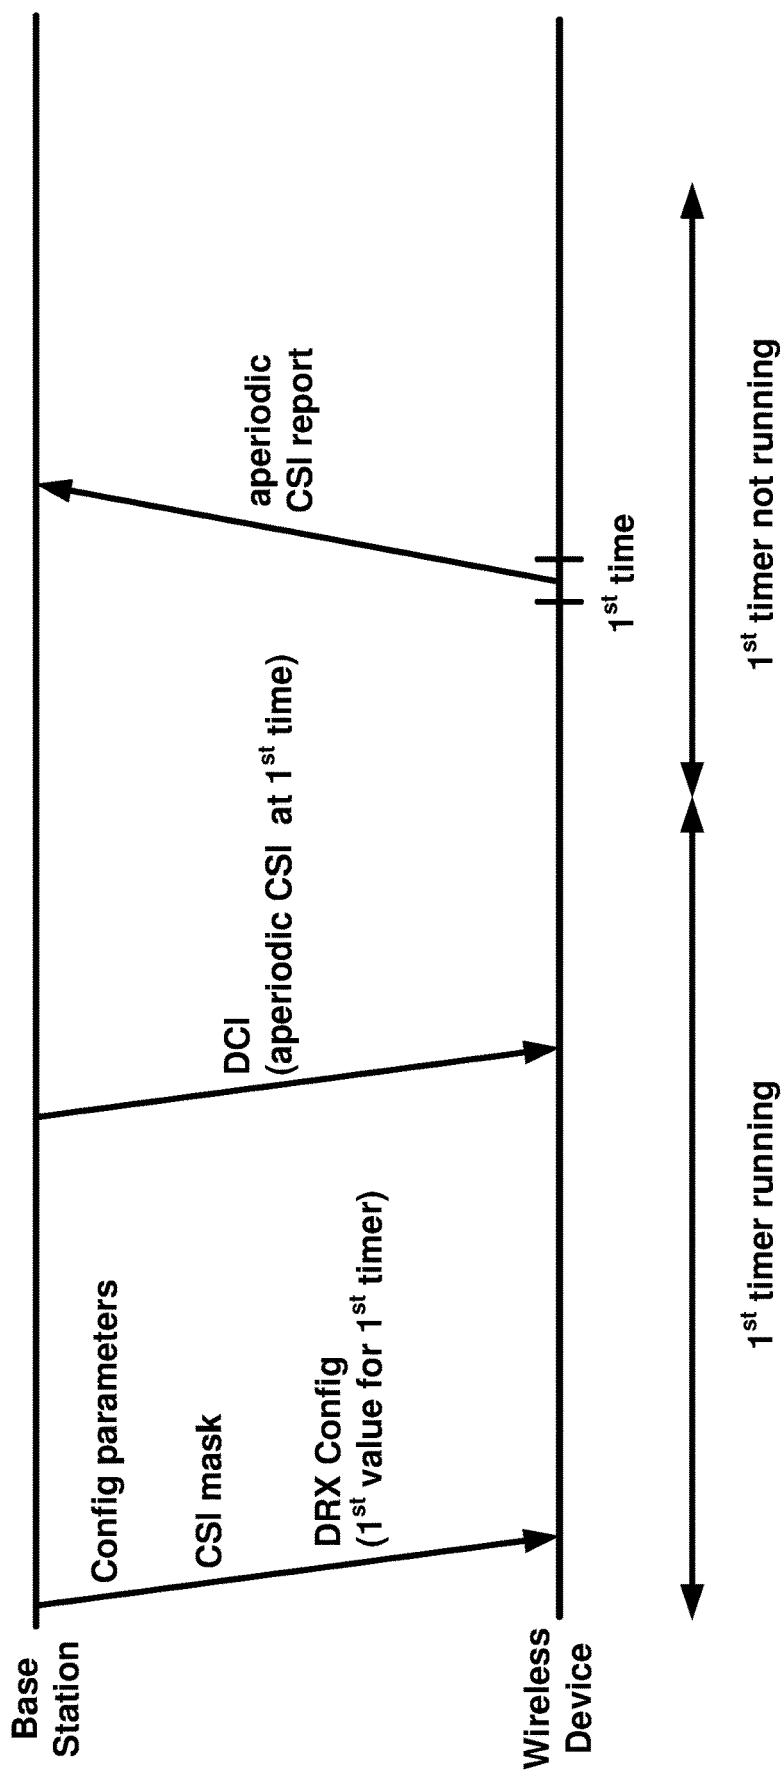 Base
Station
Config parameters
CSI mask
DRX Config
(1st value for 1st timer)
DCI
(aperiodic CSI at 1st time)
aperiodic
CSI report
Wireless
Device
1st time
1st timer running
1st timer not running